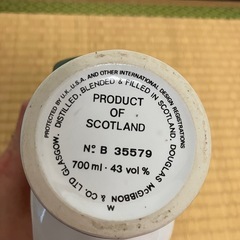 PROTECTED BY U.K., U.S.A. AND OTHER INTERNATIONAL DESIGN REGISTRATIONS
DISTILLED, BLENDED & FILLED IN SCOTLAND. DOUGLAS McGIBBON & CO. LTD GLASGOW.
PRODUCT
OF
SCOTLAND
No. B 35579
700 ml · 43 vol %
W